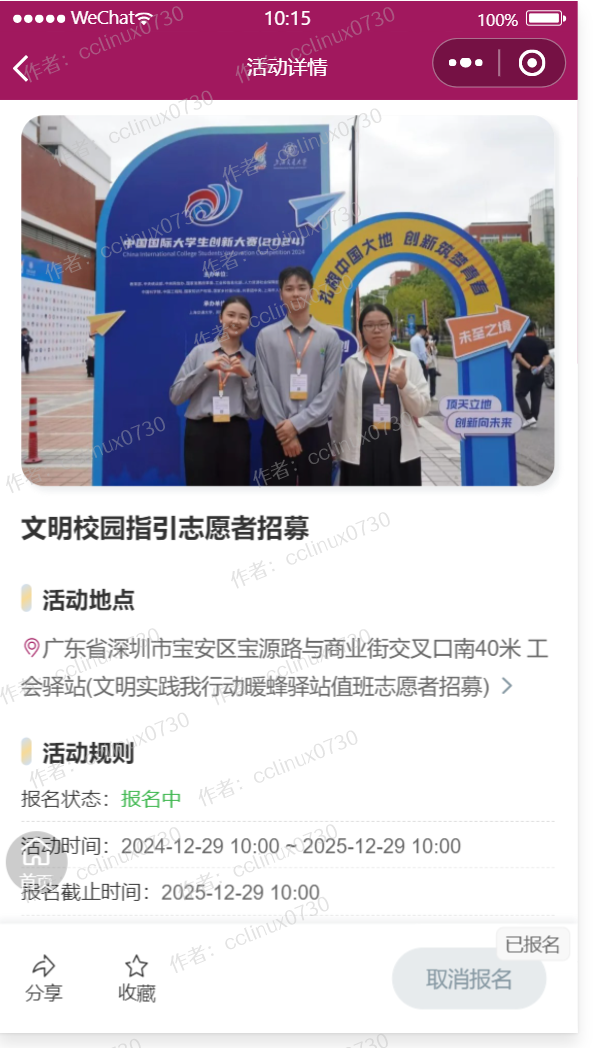 WeChat 10:15 100%
活动详情
中国国际大学生创新大赛(2024)
China International College Students' Innovation Competition 2024
扎根中国大地 创新筑梦育商
未至之境
顶天立地
创新向未来
文明校园指引志愿者招募
活动地点
广东省深圳市宝安区宝源路与商业街交叉口南40米 工
会驿站(文明实践我行动暖蜂驿站值班志愿者招募)
活动规则
报名状态：报名中
活动时间：2024-12-29 10:00 ~ 2025-12-29 10:00
首页
报名截止时间：2025-12-29 10:00
已报名
分享 收藏 取消报名
作者：cclinux0730